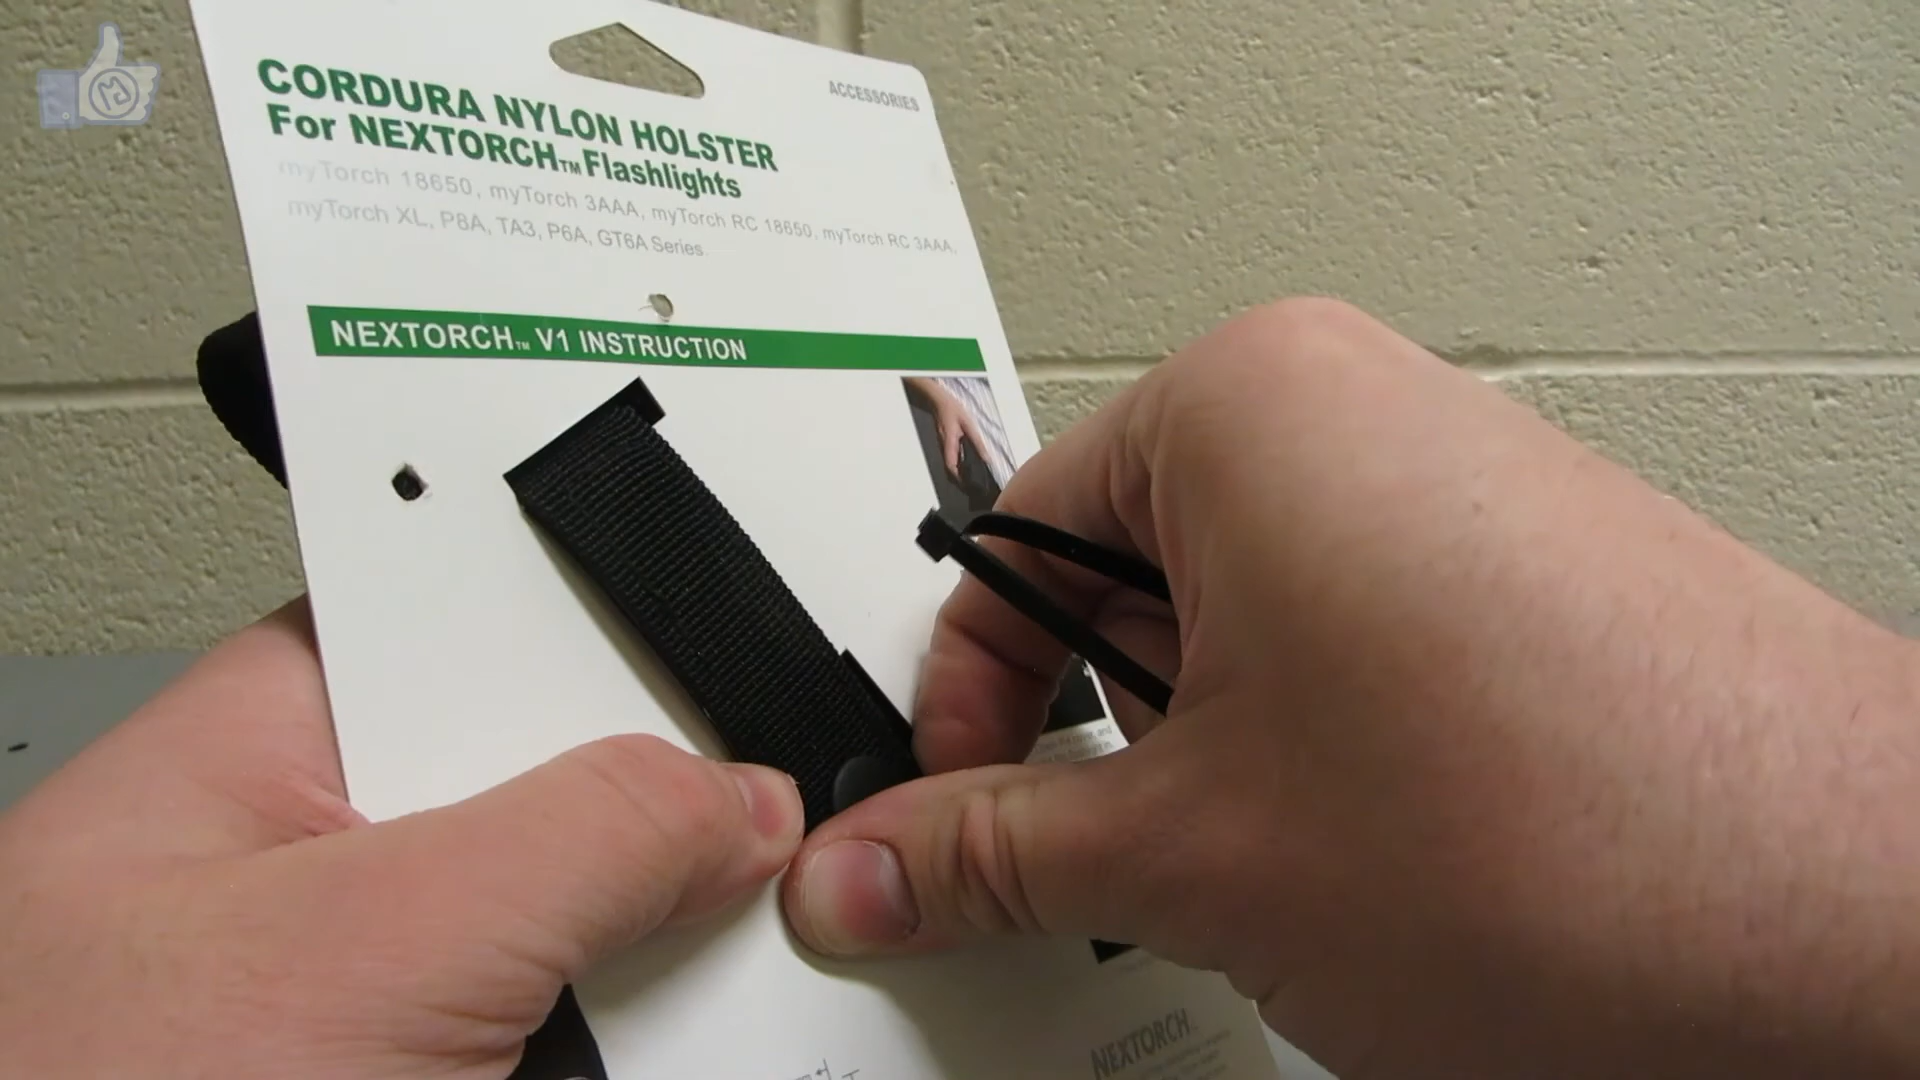 ACCESSORIES
CORDURA NYLON HOLSTER
For NEXTORCH™ Flashlights
myTorch 18650, myTorch 3AAA, myTorch RC 18650, myTorch RC 3AAA,
myTorch XL, P8A, TA3, P6A, GT6A Series.
NEXTORCH™ V1 INSTRUCTION
NEXTORCH